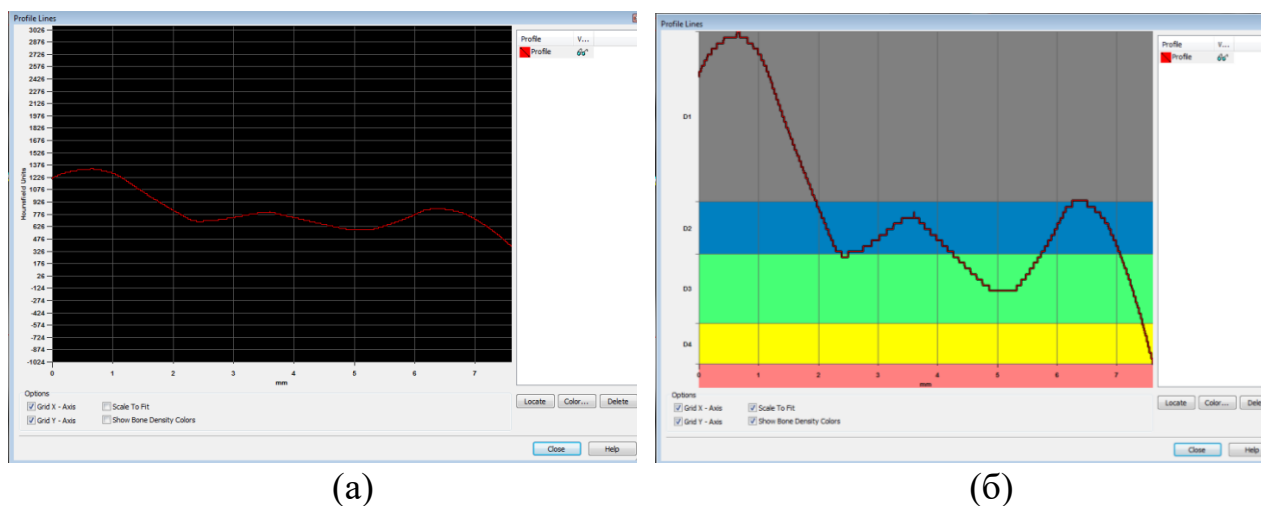 Profile Lines
3026
2876
2726
2576
2426
2276
2126
1976
1826
1676
1526
1376
1226
1076
926
776
626
476
326
176
26
-124
-274
-424
-574
-724
-874
-1024
Hounsfield Units
0 1 2 3 4 5 6 7
mm
Profile V...
Profile
Options
Grid X - Axis Scale To Fit
Grid Y - Axis Show Bone Density Colors
Locate Color... Delete
Close Help
(а)
Profile Lines
D1
D2
D3
D4
0 1 2 3 4 5 6 7
mm
Profile V...
Profile
Options
Grid X - Axis Scale To Fit
Grid Y - Axis Show Bone Density Colors
Locate Color... Dele
Close Help
(б)